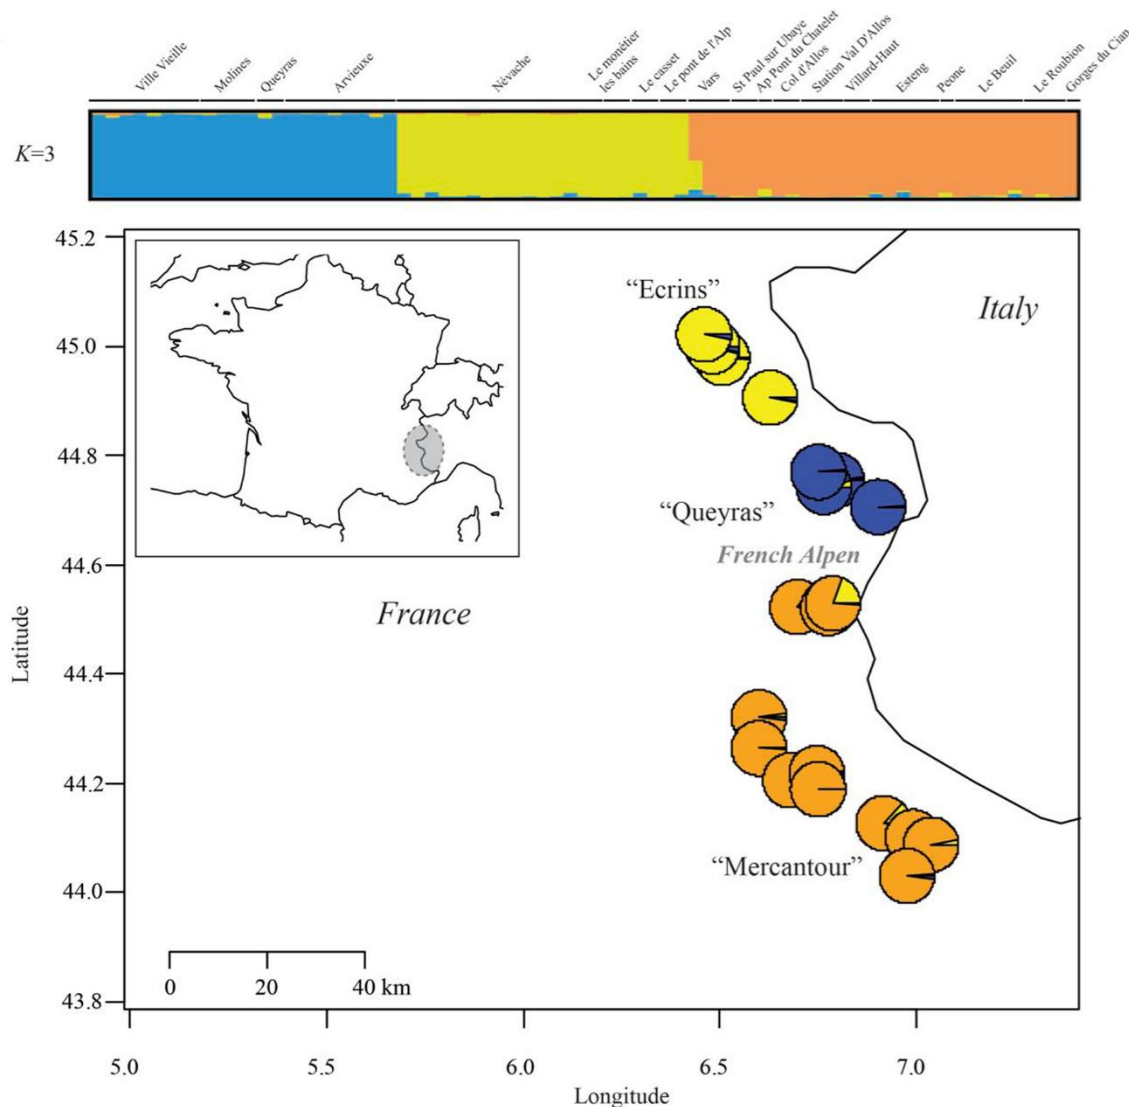 Ville Vieille
Molines
Queyras
Arvieuxe
Névache
Le monétier
les bains
Le casset
Le pont de l'Alp
Vars
St Paul sur Ubaye
Ap Pont du Chatelet
Col d'Allos
Station Val D'Allos
Villard-Haut
Esteng
Peone
Le Beuil
Le Roubion
Gorges du Cian
K=3
45.2
45.0
44.8
44.6
44.4
44.2
44.0
43.8
Latitude
"Ecrins"
Italy
"Queyras"
French Alpen
France
"Mercantour"
0 20 40 km
5.0 5.5 6.0 6.5 7.0
Longitude